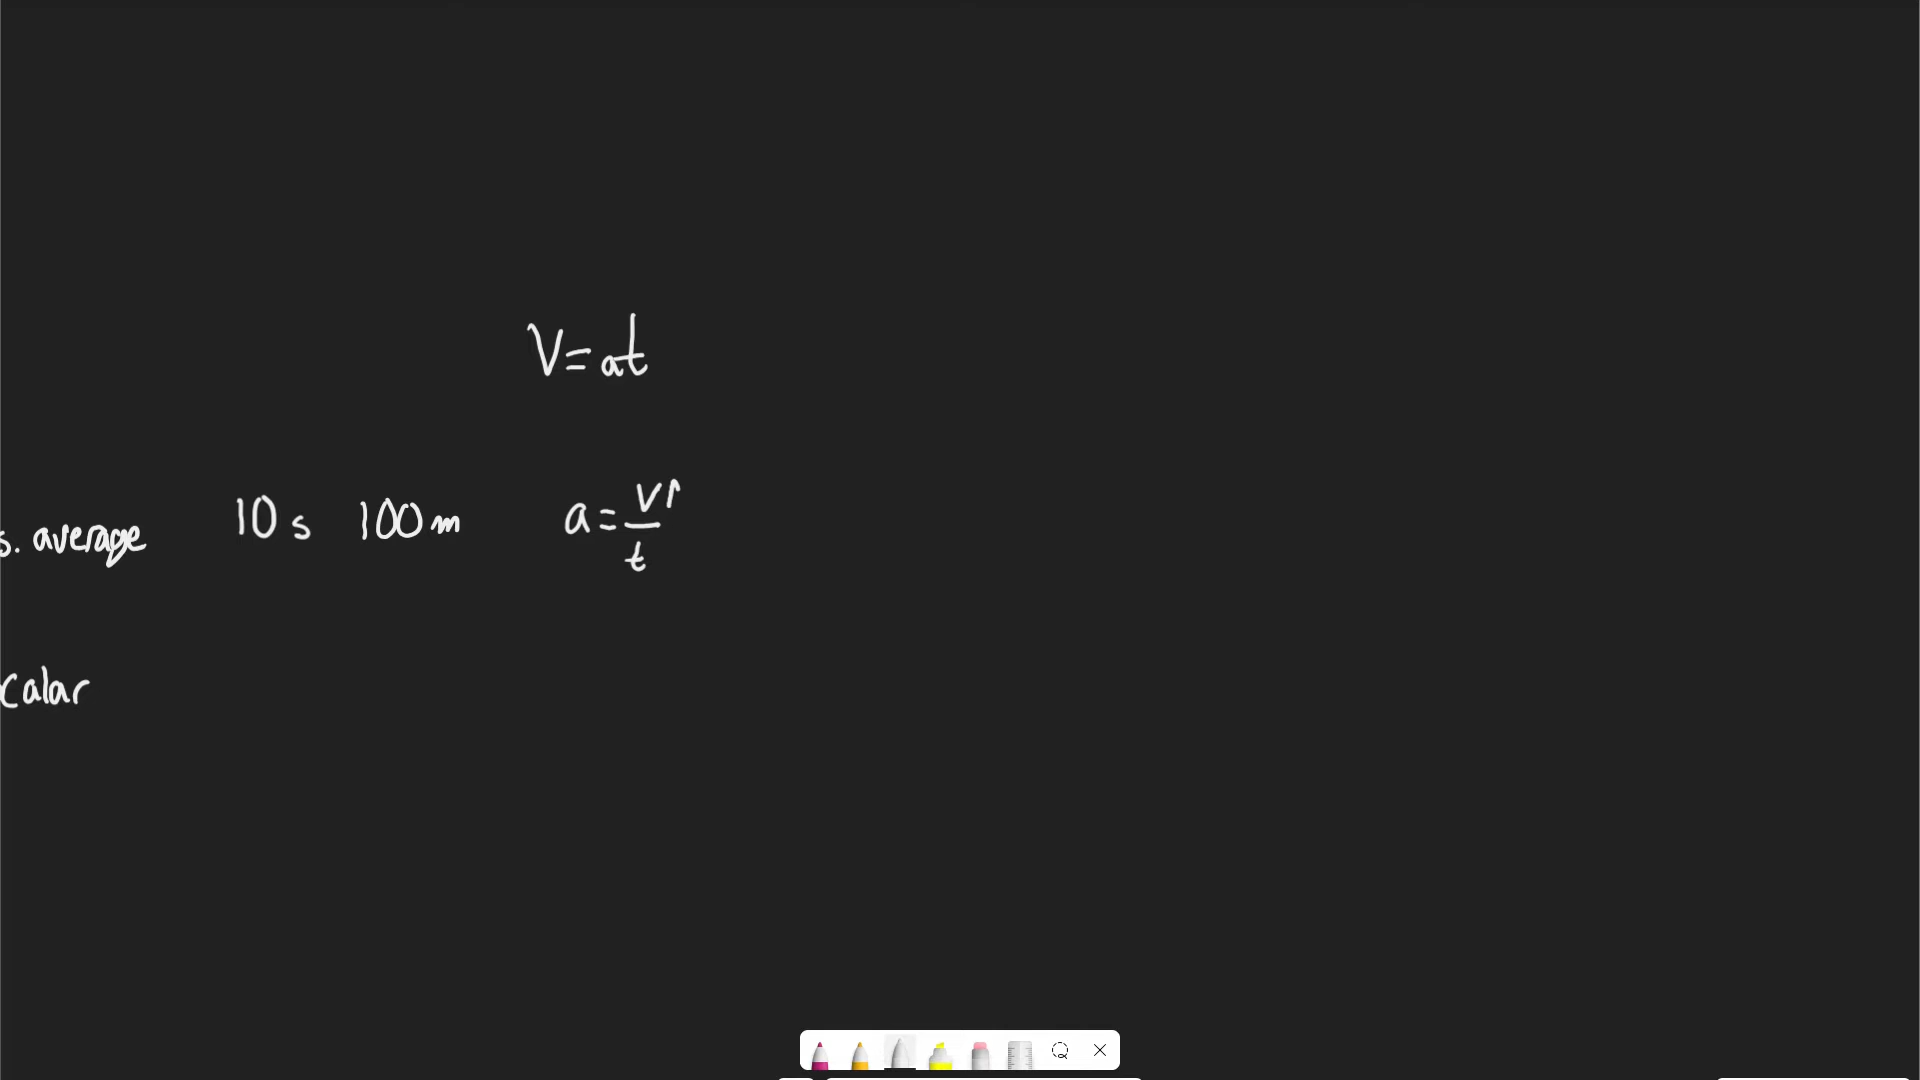 V=at
s. average 10 s 100 m a = v↑/t
calar